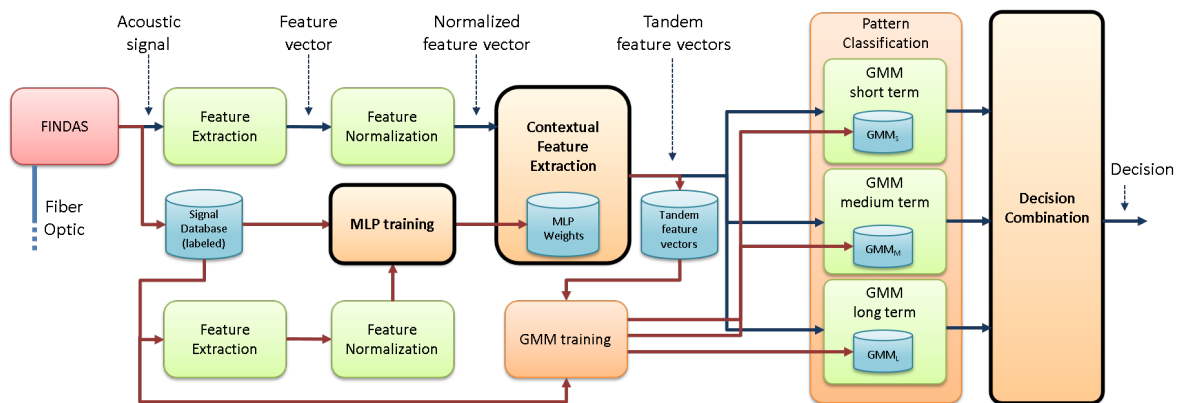 Acoustic
signal
Feature
vector
Normalized
feature vector
Tandem
feature vectors
Pattern
Classification
FINDAS
Feature
Extraction
Feature
Normalization
Contextual
Feature
Extraction
MLP
Weights
GMM
short term
GMMS
Fiber
Optic
Signal
Database
(labeled)
MLP training
Tandem
feature
vectors
GMM
medium term
GMMM
Decision
Combination
Decision
Feature
Extraction
Feature
Normalization
GMM training
GMM
long term
GMML